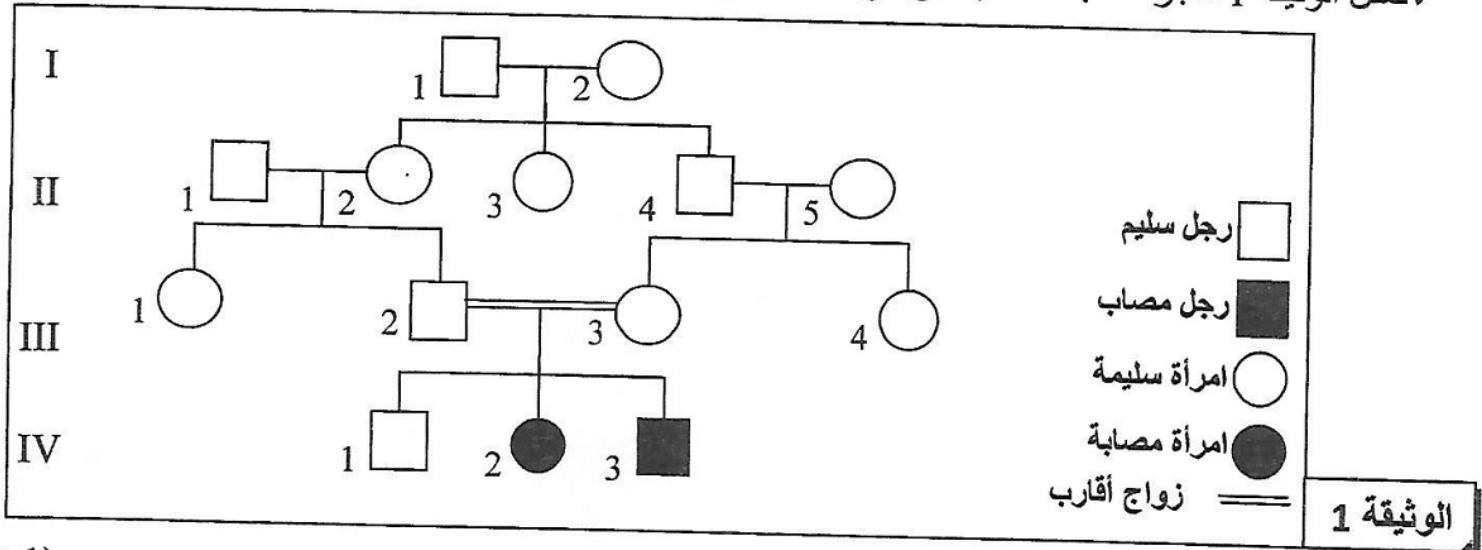 I
1 2
II
1 2 3 4 5
III
1 2 3 4
IV
1 2 3
رجل سليم
رجل مصاب
امرأة سليمة
امرأة مصابة
زواج أقارب
الوثيقة 1